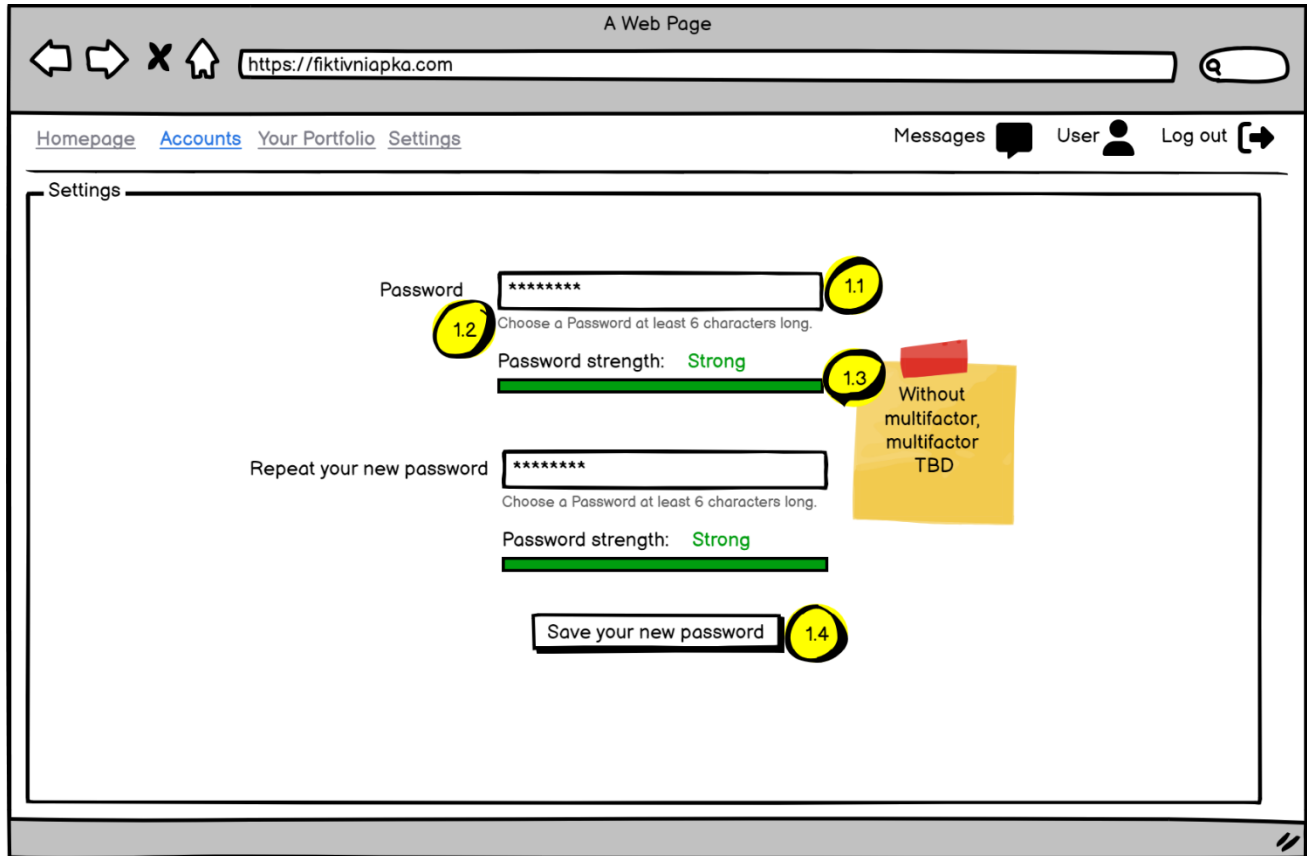 A Web Page
https://fiktivniapka.com
Homepage Accounts Your Portfolio Settings Messages User Log out
Settings
Password ******** 1.1
1.2 Choose a Password at least 6 characters long.
Password strength: Strong
1.3
Without
multifactor,
multifactor
TBD
Repeat your new password ********
Choose a Password at least 6 characters long.
Password strength: Strong
Save your new password 1.4